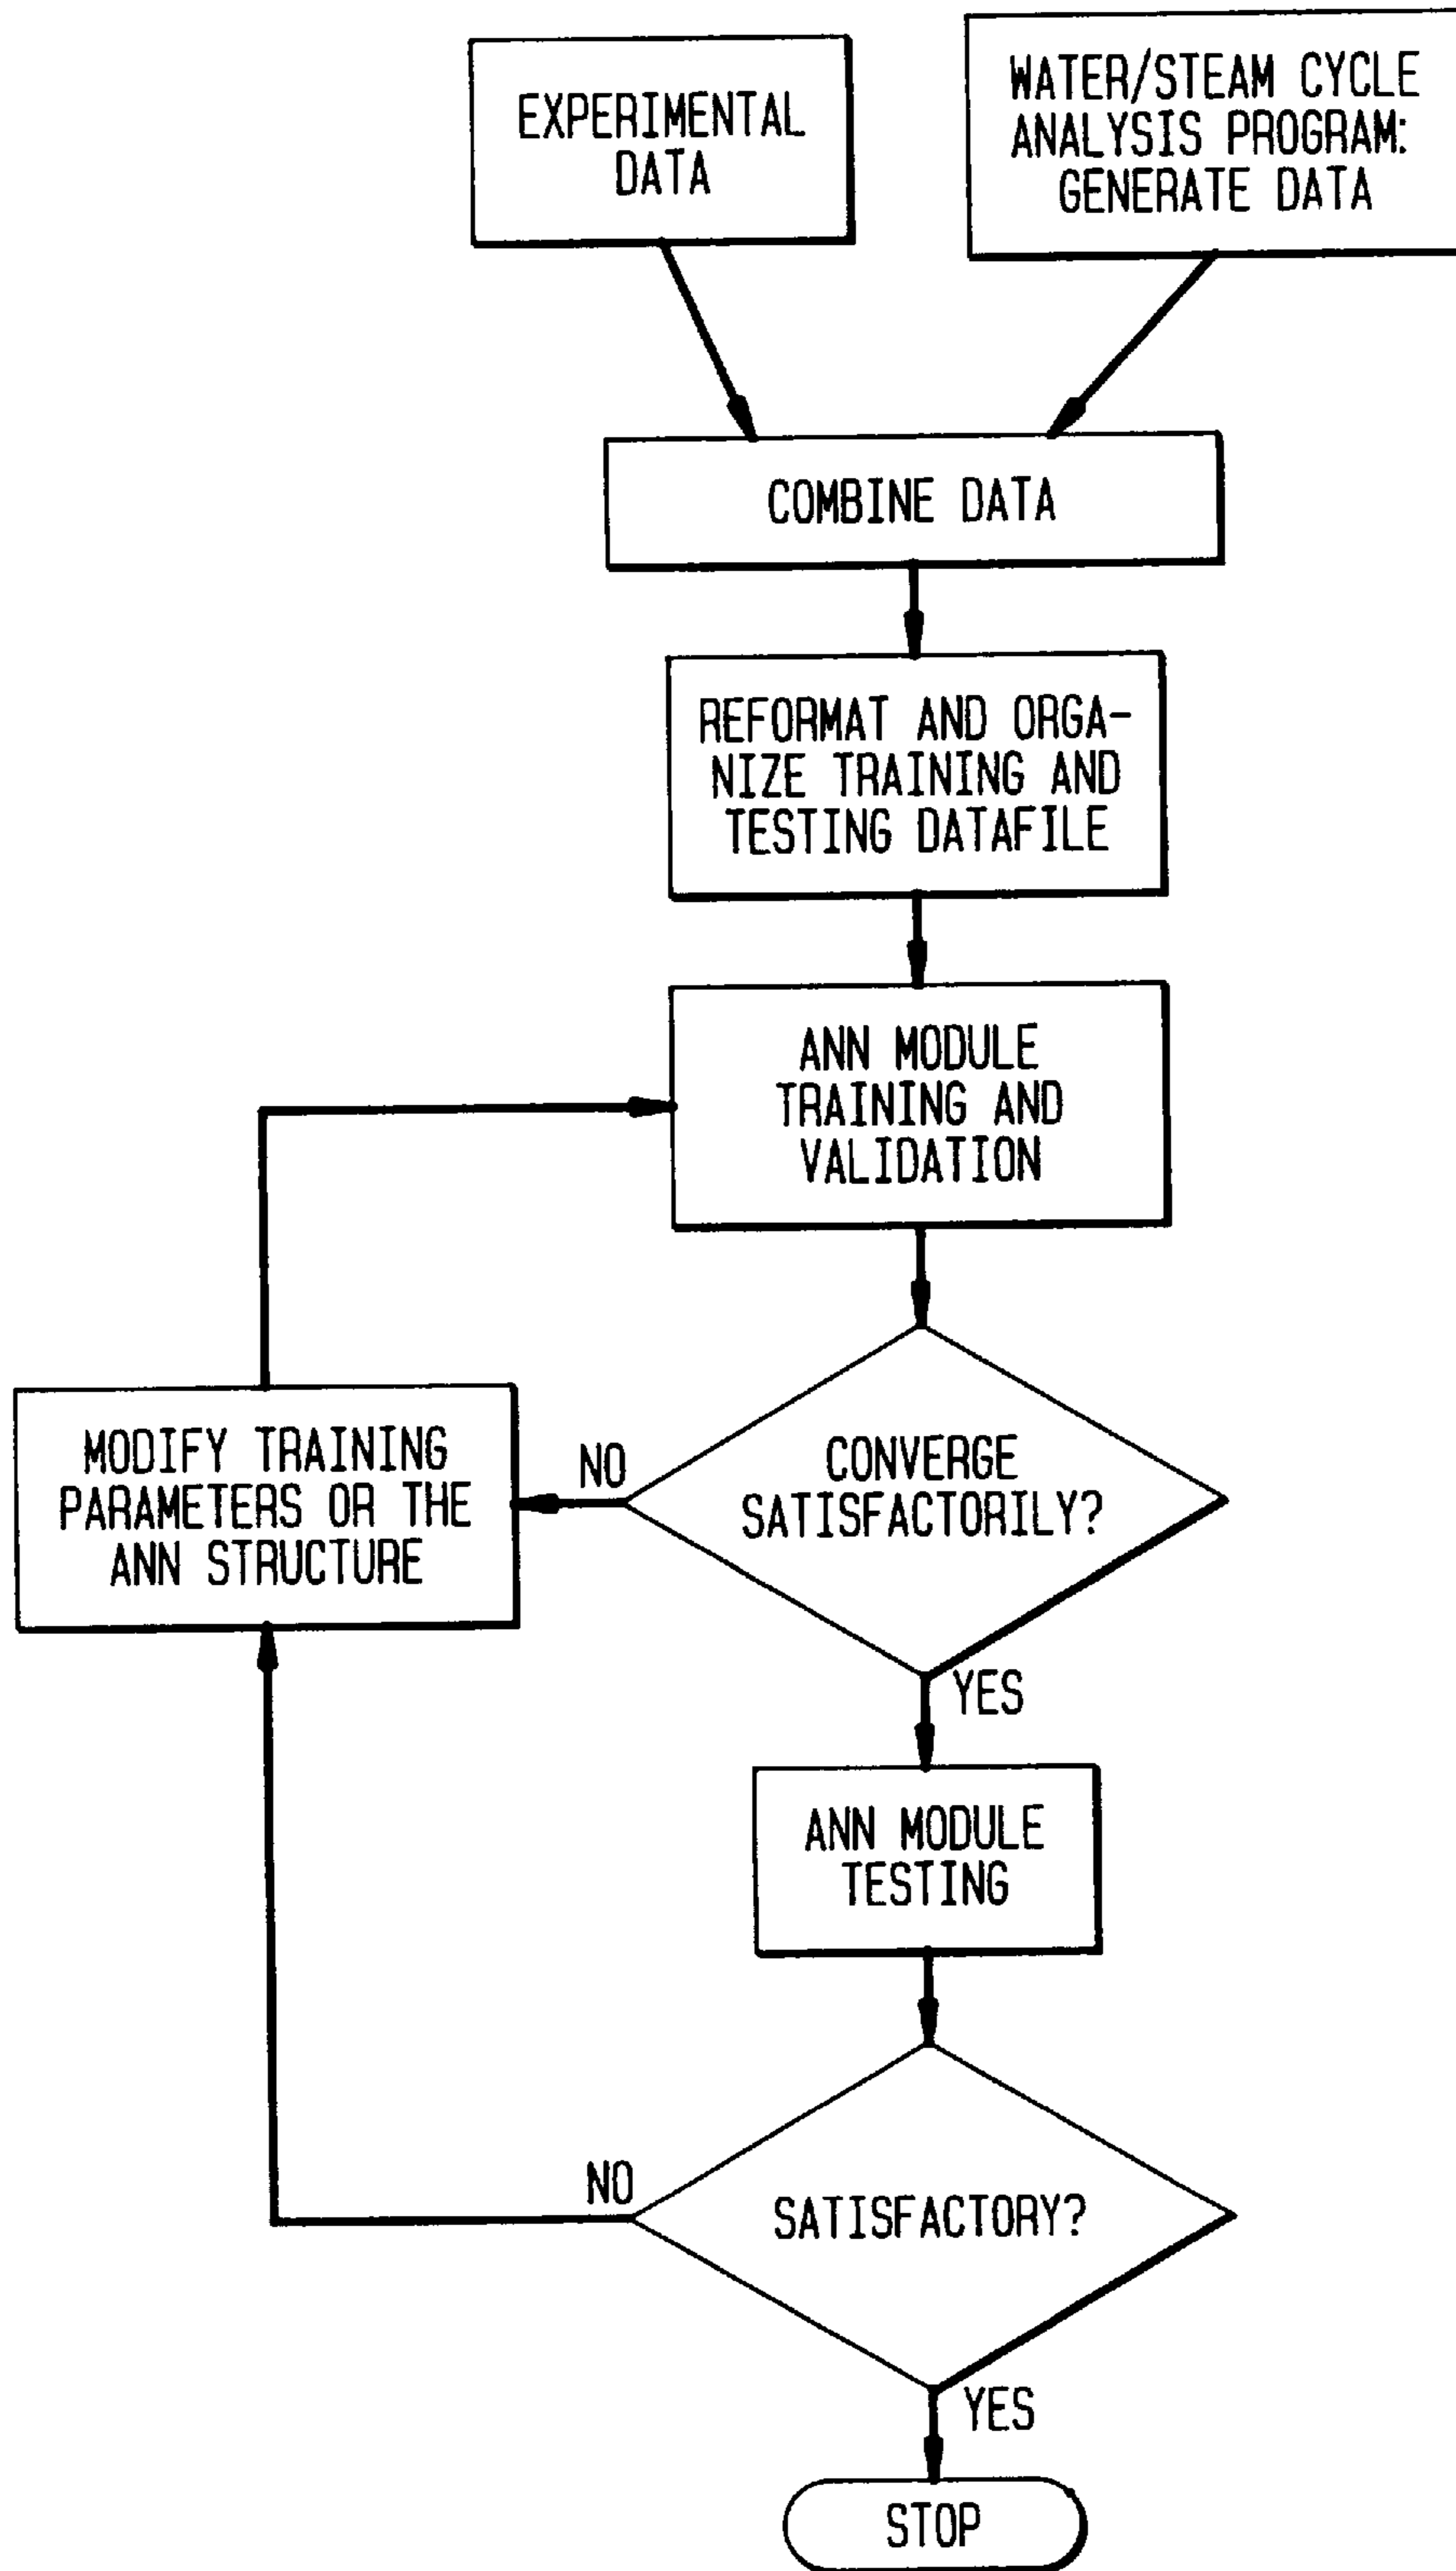 EXPERIMENTAL
DATA
WATER/STEAM CYCLE
ANALYSIS PROGRAM:
GENERATE DATA
COMBINE DATA
REFORMAT AND ORGA-
NIZE TRAINING AND
TESTING DATAFILE
ANN MODULE
TRAINING AND
VALIDATION
CONVERGE
SATISFACTORILY?
NO
MODIFY TRAINING
PARAMETERS OR THE
ANN STRUCTURE
YES
ANN MODULE
TESTING
SATISFACTORY?
NO
YES
STOP